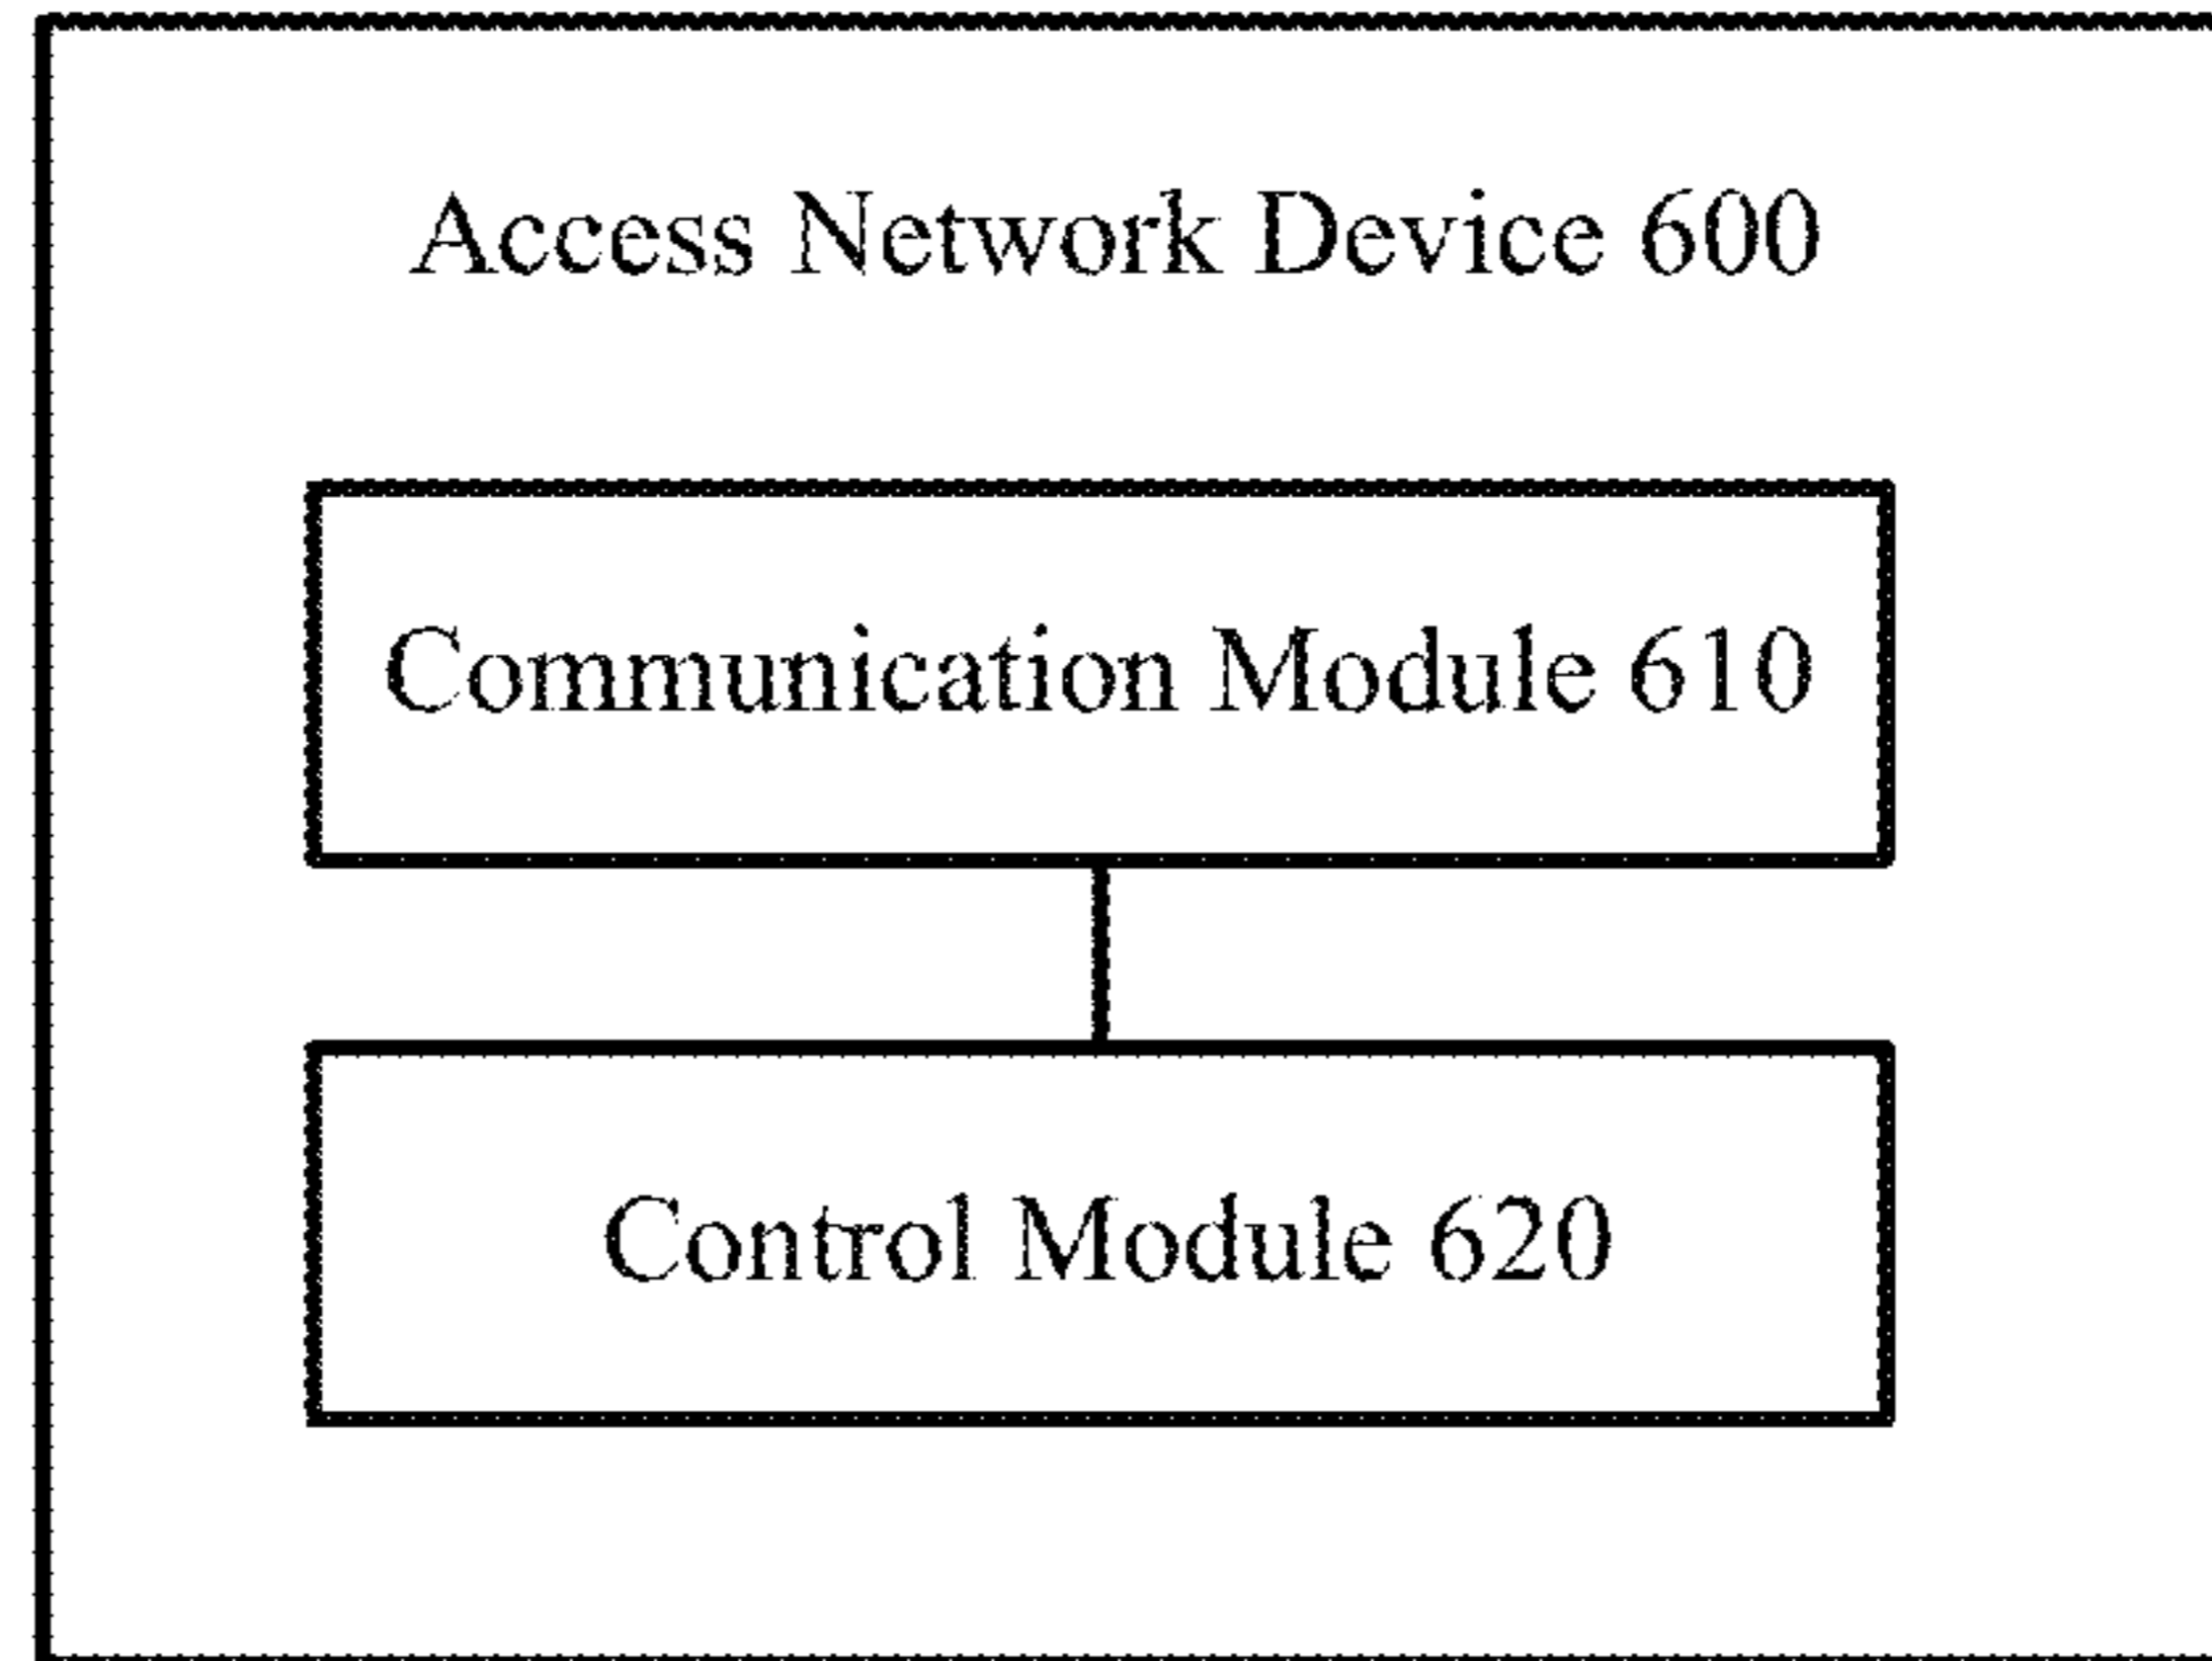 Access Network Device 600
Communication Module 610
Control Module 620